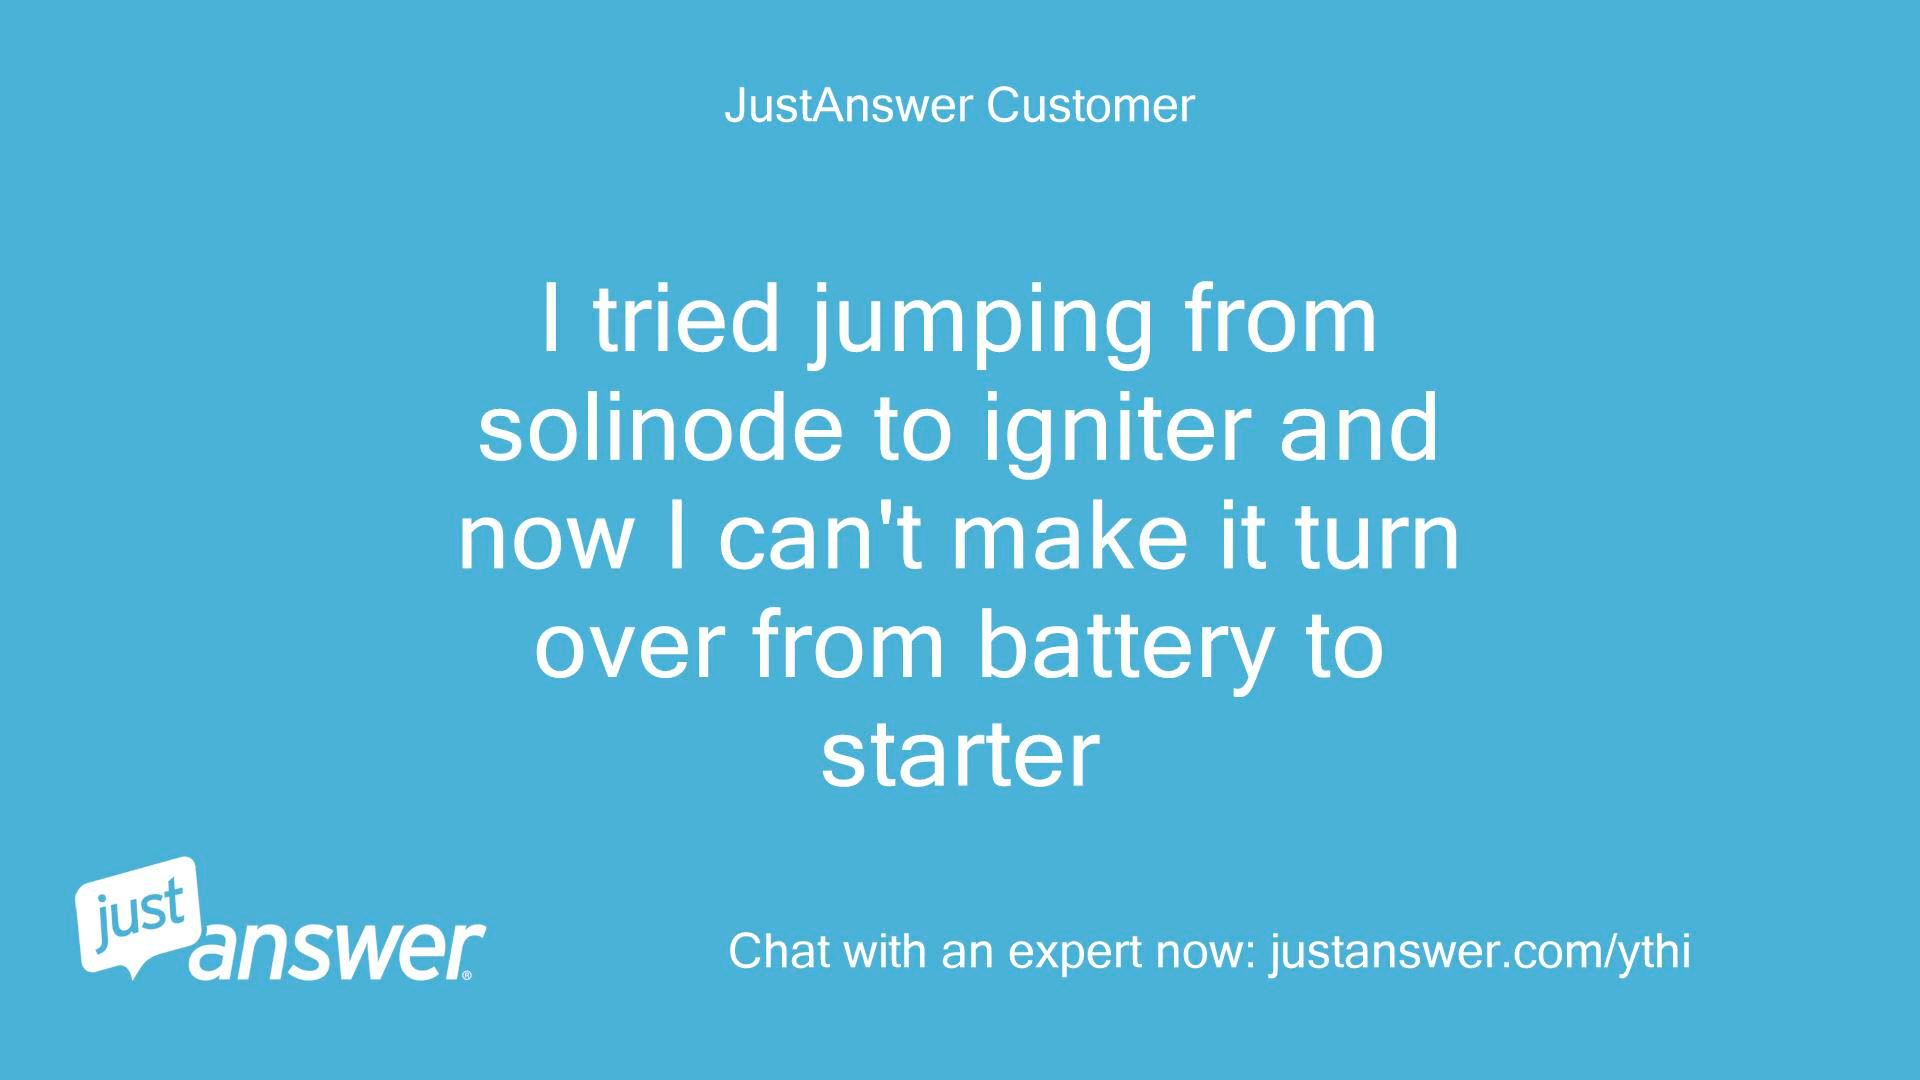 JustAnswer Customer
I tried jumping from
solinode to igniter and
now I can't make it turn
over from battery to
starter
just
answer®
Chat with an expert now: justanswer.com/ythi